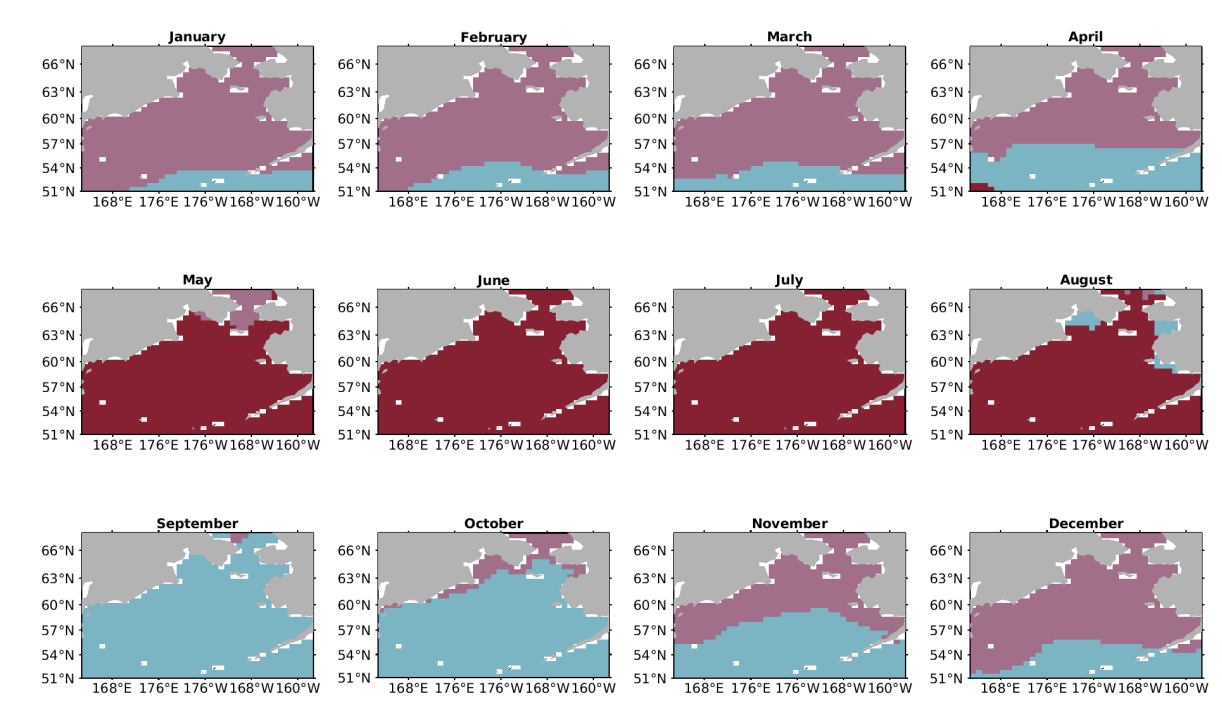 January February March April
66°N 66°N 66°N 66°N
63°N 63°N 63°N 63°N
60°N 60°N 60°N 60°N
57°N 57°N 57°N 57°N
54°N 54°N 54°N 54°N
51°N 51°N 51°N 51°N
168°E 176°E 176°W 168°W 160°W 168°E 176°E 176°W 168°W 160°W 168°E 176°E 176°W 168°W 160°W 168°E 176°E 176°W 168°W 160°W
May June July August
66°N 66°N 66°N 66°N
63°N 63°N 63°N 63°N
60°N 60°N 60°N 60°N
57°N 57°N 57°N 57°N
54°N 54°N 54°N 54°N
51°N 51°N 51°N 51°N
168°E 176°E 176°W 168°W 160°W 168°E 176°E 176°W 168°W 160°W 168°E 176°E 176°W 168°W 160°W 168°E 176°E 176°W 168°W 160°W
September October November December
66°N 66°N 66°N 66°N
63°N 63°N 63°N 63°N
60°N 60°N 60°N 60°N
57°N 57°N 57°N 57°N
54°N 54°N 54°N 54°N
51°N 51°N 51°N 51°N
168°E 176°E 176°W 168°W 160°W 168°E 176°E 176°W 168°W 160°W 168°E 176°E 176°W 168°W 160°W 168°E 176°E 176°W 168°W 160°W